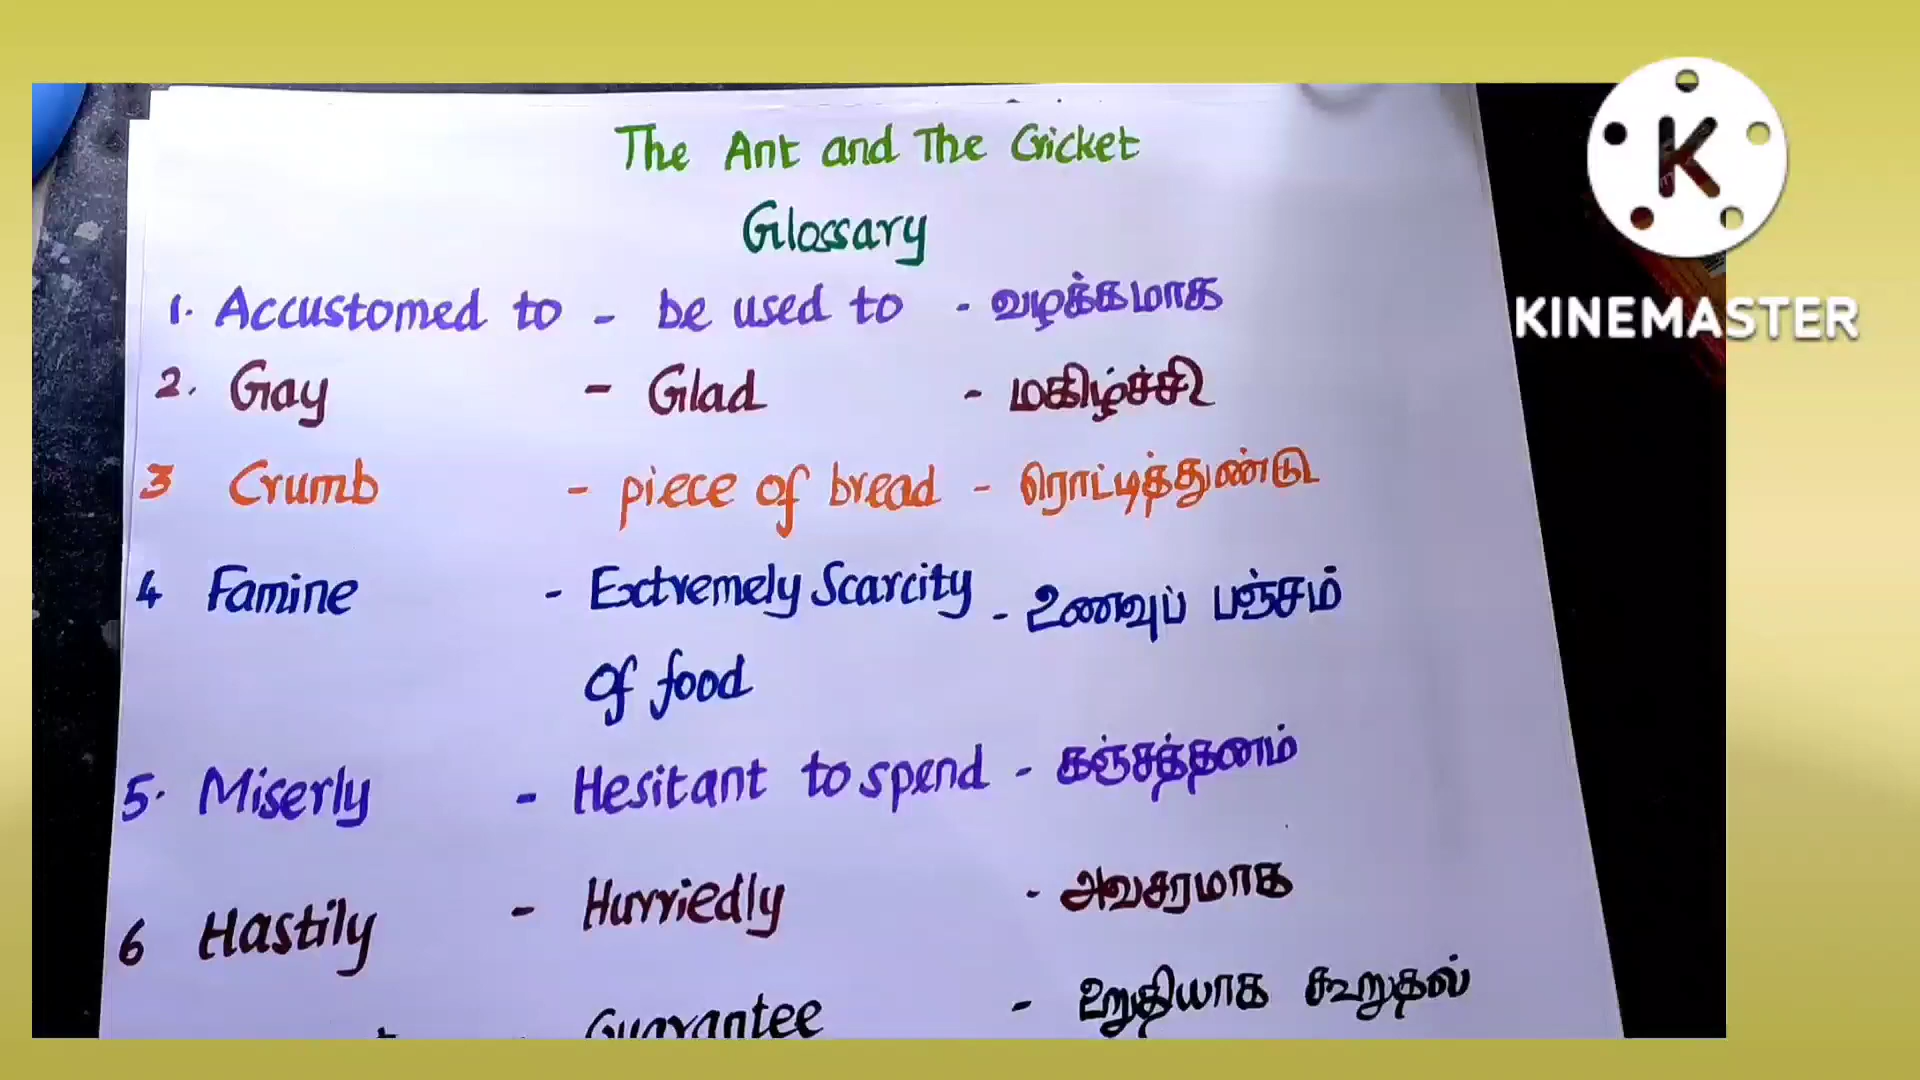 The Ant and The Cricket
Glossary
1. Accustomed to - be used to - வழக்கமாக
2. Gay - Glad - மகிழ்ச்சி
3 Crumb - piece of bread - ரொட்டித்துண்டு
4 Famine - Extremely Scarcity - உணவுப் பஞ்சம்
of food
5. Miserly - Hesitant to spend - கஞ்சத்தனம்
6 Hastily - Hurriedly - அவசரமாக
Guarantee - உறுதியாக கூறுதல்
K
KINEMASTER